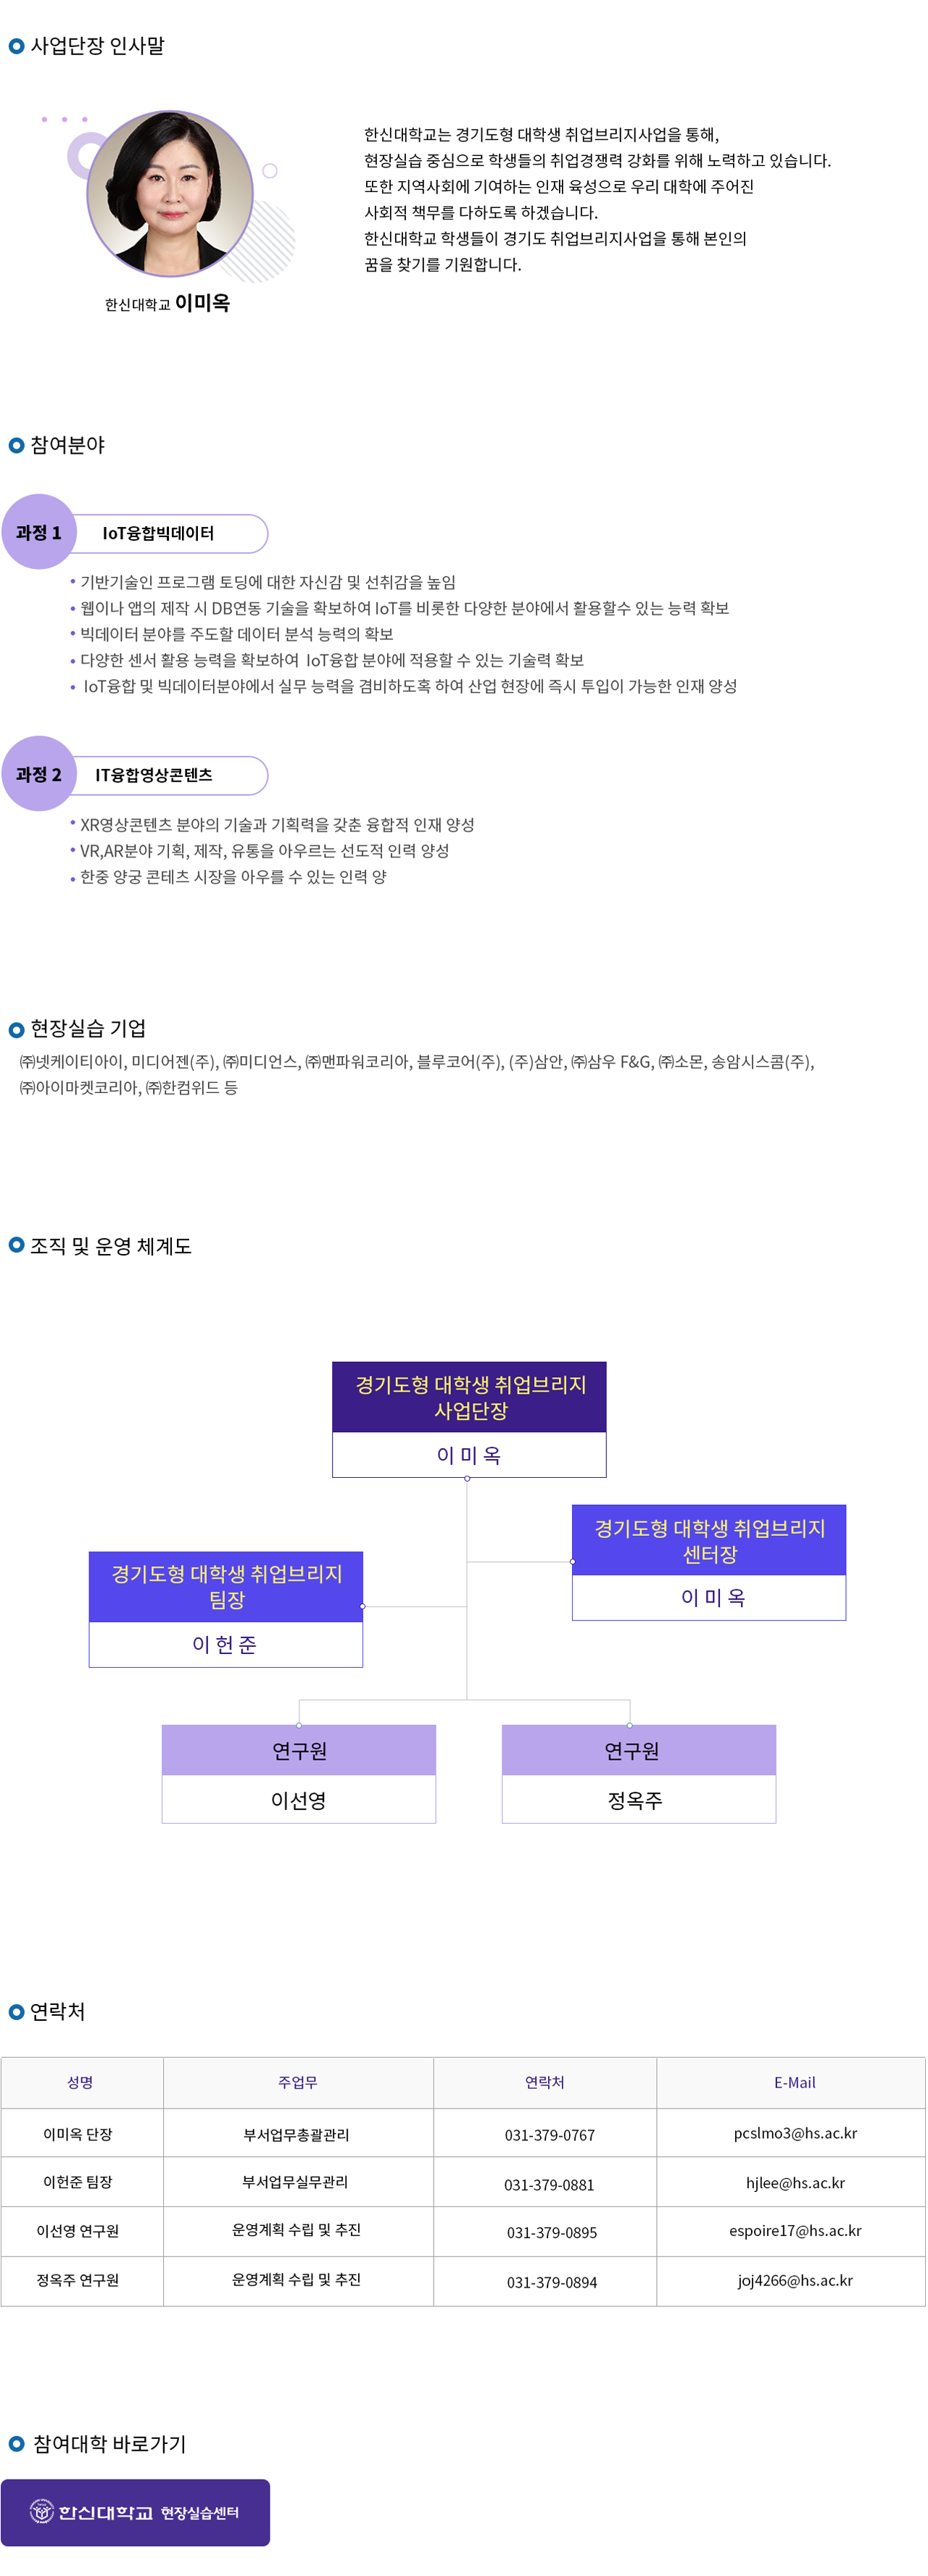 사업단장 인사말
한신대학교는 경기도형 대학생 취업브리지사업을 통해,
현장실습 중심으로 학생들의 취업경쟁력 강화를 위해 노력하고 있습니다.
또한 지역사회에 기여하는 인재 육성으로 우리 대학에 주어진
사회적 책무를 다하도록 하겠습니다.
한신대학교 학생들이 경기도 취업브리지사업을 통해 본인의
꿈을 찾기를 기원합니다.
한신대학교 이미옥
참여분야
과정 1 IoT융합빅데이터
• 기반기술인 프로그램 토딩에 대한 자신감 및 선취감을 높임
• 웹이나 앱의 제작 시 DB연동 기술을 확보하여 IoT를 비롯한 다양한 분야에서 활용할수 있는 능력 확보
• 빅데이터 분야를 주도할 데이터 분석 능력의 확보
• 다양한 센서 활용 능력을 확보하여 IoT융합 분야에 적용할 수 있는 기술력 확보
• IoT융합 및 빅데이터분야에서 실무 능력을 겸비하도혹 하여 산업 현장에 즉시 투입이 가능한 인재 양성
과정 2 IT융합영상콘텐츠
• XR영상콘텐츠 분야의 기술과 기획력을 갖춘 융합적 인재 양성
• VR,AR분야 기획, 제작, 유통을 아우르는 선도적 인력 양성
• 한중 양궁 콘테츠 시장을 아우를 수 있는 인력 양
현장실습 기업
㈜넷케이티아이, 미디어젠(주), ㈜미디언스, ㈜맨파워코리아, 블루코어(주), (주)삼안, ㈜삼우 F&G, ㈜소몬, 송암시스콤(주),
㈜아이마켓코리아, ㈜한컴위드 등
조직 및 운영 체계도
경기도형 대학생 취업브리지
사업단장
이 미 옥
경기도형 대학생 취업브리지
센터장
이 미 옥
경기도형 대학생 취업브리지
팀장
이 헌 준
연구원 연구원
이선영 정옥주
연락처
성명 주업무 연락처 E-Mail
이미옥 단장 부서업무총괄관리 031-379-0767 pcslmo3@hs.ac.kr
이헌준 팀장 부서업무실무관리 031-379-0881 hjlee@hs.ac.kr
이선영 연구원 운영계획 수립 및 추진 031-379-0895 espoire17@hs.ac.kr
정옥주 연구원 운영계획 수립 및 추진 031-379-0894 joj4266@hs.ac.kr
참여대학 바로가기
한신대학교 현장실습센터